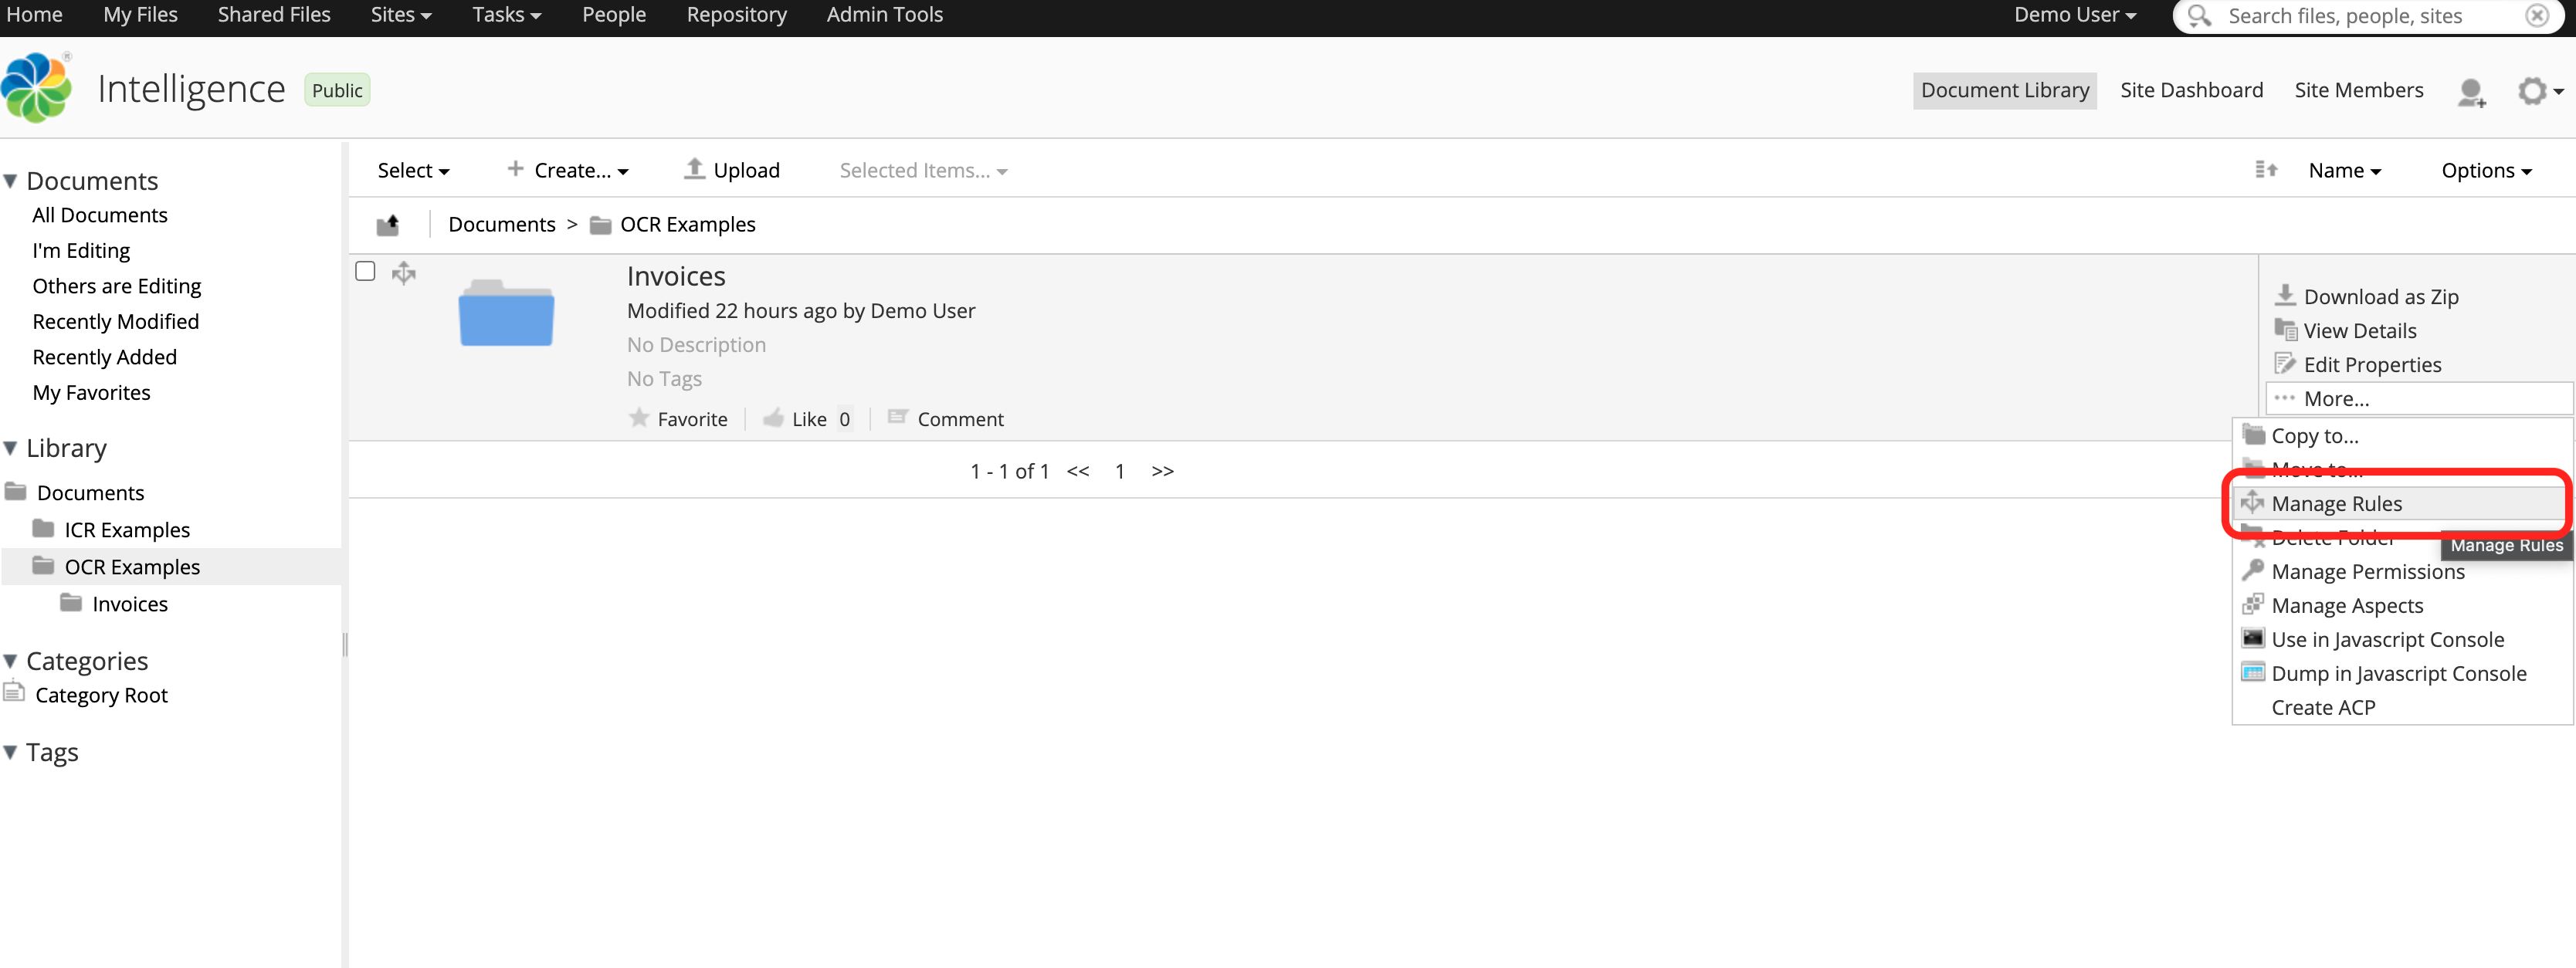 Home My Files Shared Files Sites Tasks People Repository Admin Tools Demo User Search files, people, sites
Intelligence Public Document Library Site Dashboard Site Members
Documents
All Documents
I'm Editing
Others are Editing
Recently Modified
Recently Added
My Favorites
Library
Documents
ICR Examples
OCR Examples
Invoices
Categories
Category Root
Tags
Select + Create... Upload Selected Items... Name Options
Documents > OCR Examples
Invoices
Modified 22 hours ago by Demo User
No Description
No Tags
Favorite Like 0 Comment
1 - 1 of 1 << 1 >>
Download as Zip
View Details
Edit Properties
More...
Copy to...
Move to...
Manage Rules
Delete Folder
Manage Rules
Manage Permissions
Manage Aspects
Use in Javascript Console
Dump in Javascript Console
Create ACP